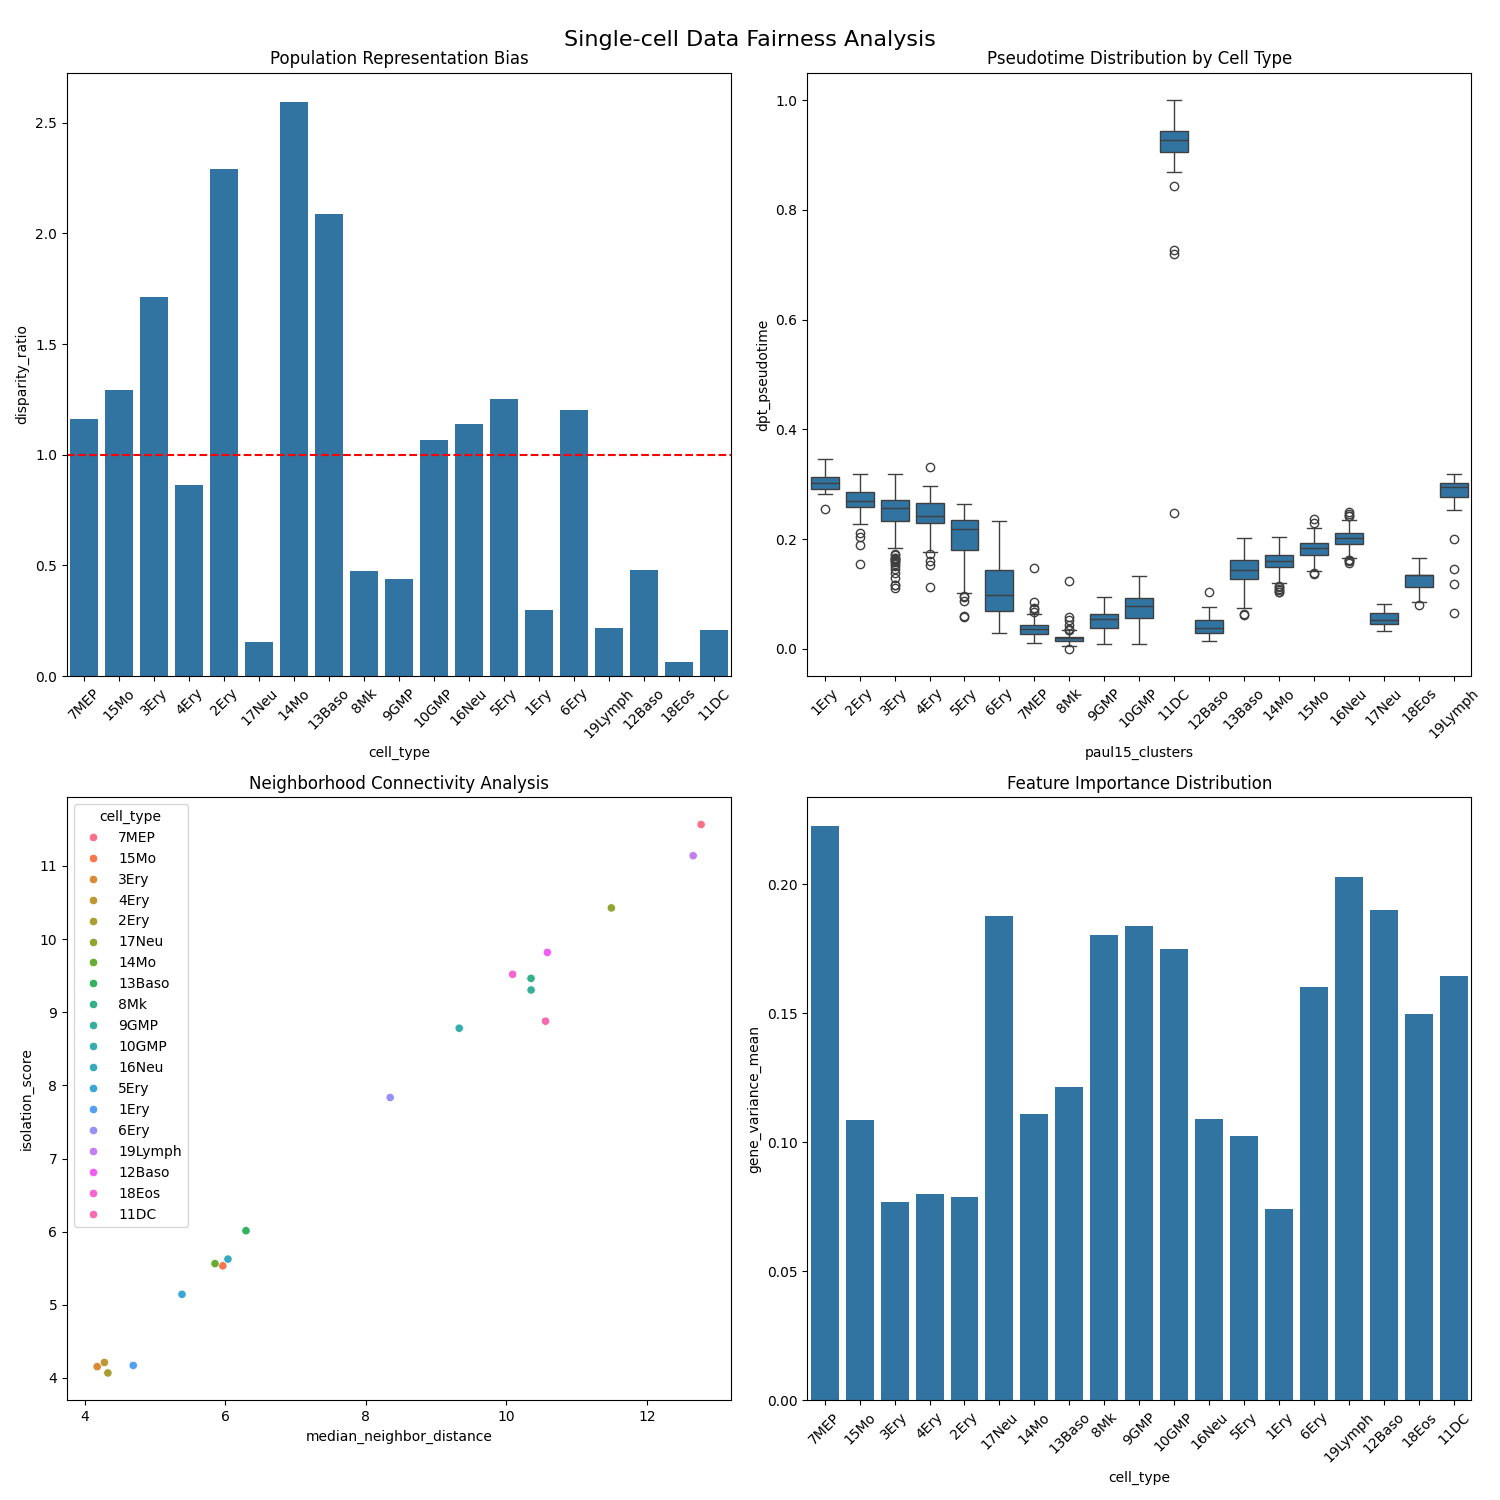 Single-cell Data Fairness Analysis
Population Representation Bias
2.5
2.0
1.5
1.0
0.5
0.0
disparity_ratio
7MEP
15Mo
3Ery
4Ery
2Ery
17Neu
14Mo
13Baso
8Mk
9GMP
10GMP
16Neu
5Ery
1Ery
6Ery
19Lymph
12Baso
18Eos
11DC
cell_type
Pseudotime Distribution by Cell Type
1.0
0.8
0.6
0.4
0.2
0.0
dpt_pseudotime
1Ery
2Ery
3Ery
4Ery
5Ery
6Ery
7MEP
8Mk
9GMP
10GMP
11DC
12Baso
13Baso
14Mo
15Mo
16Neu
17Neu
18Eos
19Lymph
paul15_clusters
Neighborhood Connectivity Analysis
cell_type
7MEP
15Mo
3Ery
4Ery
2Ery
17Neu
14Mo
13Baso
8Mk
9GMP
10GMP
16Neu
5Ery
1Ery
6Ery
19Lymph
12Baso
18Eos
11DC
11
10
9
8
7
6
5
4
isolation_score
4
6
8
10
12
median_neighbor_distance
Feature Importance Distribution
0.20
0.15
0.10
0.05
0.00
gene_variance_mean
7MEP
15Mo
3Ery
4Ery
2Ery
17Neu
14Mo
13Baso
8Mk
9GMP
10GMP
16Neu
5Ery
1Ery
6Ery
19Lymph
12Baso
18Eos
11DC
cell_type